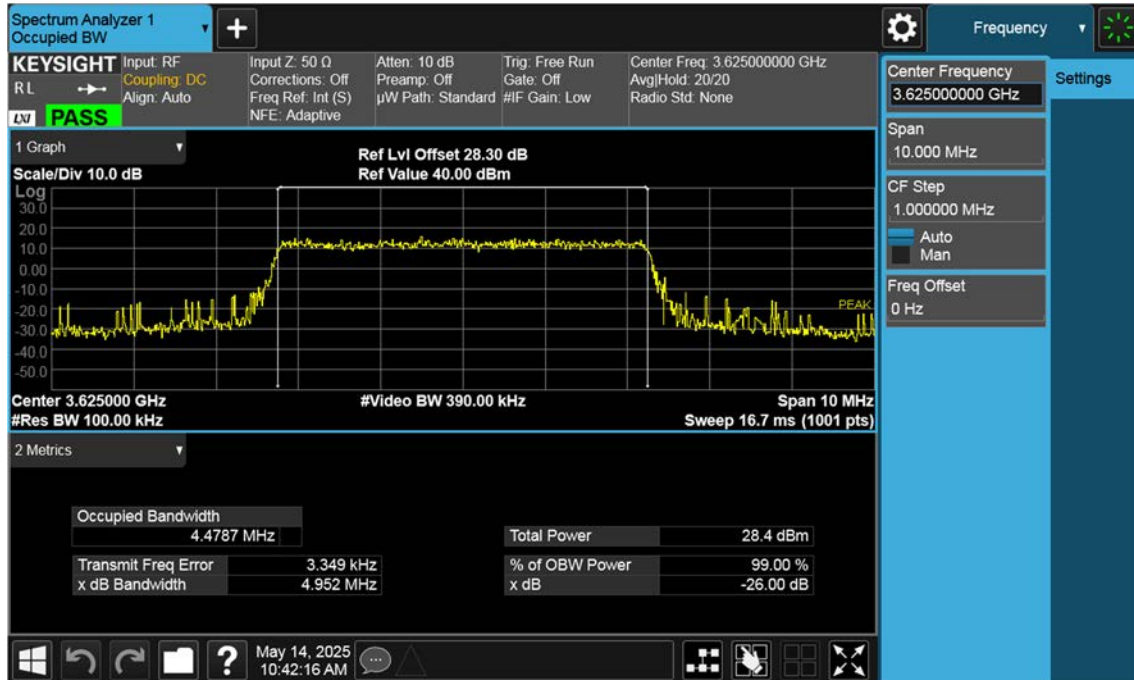 Spectrum Analyzer 1
Occupied BW
Frequency
KEYSIGHT
R L
LXI
PASS
Input: RF
Coupling: DC
Align: Auto
Input Z: 50 Ω
Corrections: Off
Freq Ref: Int (S)
NFE: Adaptive
Atten: 10 dB
Preamp: Off
µW Path: Standard
Trig: Free Run
Gate: Off
#IF Gain: Low
Center Freq: 3.625000000 GHz
Avg|Hold: 20/20
Radio Std: None
Center Frequency
3.625000000 GHz
Settings
Span
10.000 MHz
CF Step
1.000000 MHz
Auto
Man
Freq Offset
0 Hz
1 Graph
Scale/Div 10.0 dB
Ref Lvl Offset 28.30 dB
Ref Value 40.00 dBm
Log
30.0
20.0
10.0
0.00
-10.0
-20.0
-30.0
-40.0
-50.0
PEAK
Center 3.625000 GHz
#Video BW 390.00 kHz
Span 10 MHz
#Res BW 100.00 kHz
Sweep 16.7 ms (1001 pts)
2 Metrics
Occupied Bandwidth
4.4787 MHz
Total Power 28.4 dBm
Transmit Freq Error 3.349 kHz
% of OBW Power 99.00 %
x dB Bandwidth 4.952 MHz
x dB -26.00 dB
?
May 14, 2025
10:42:16 AM